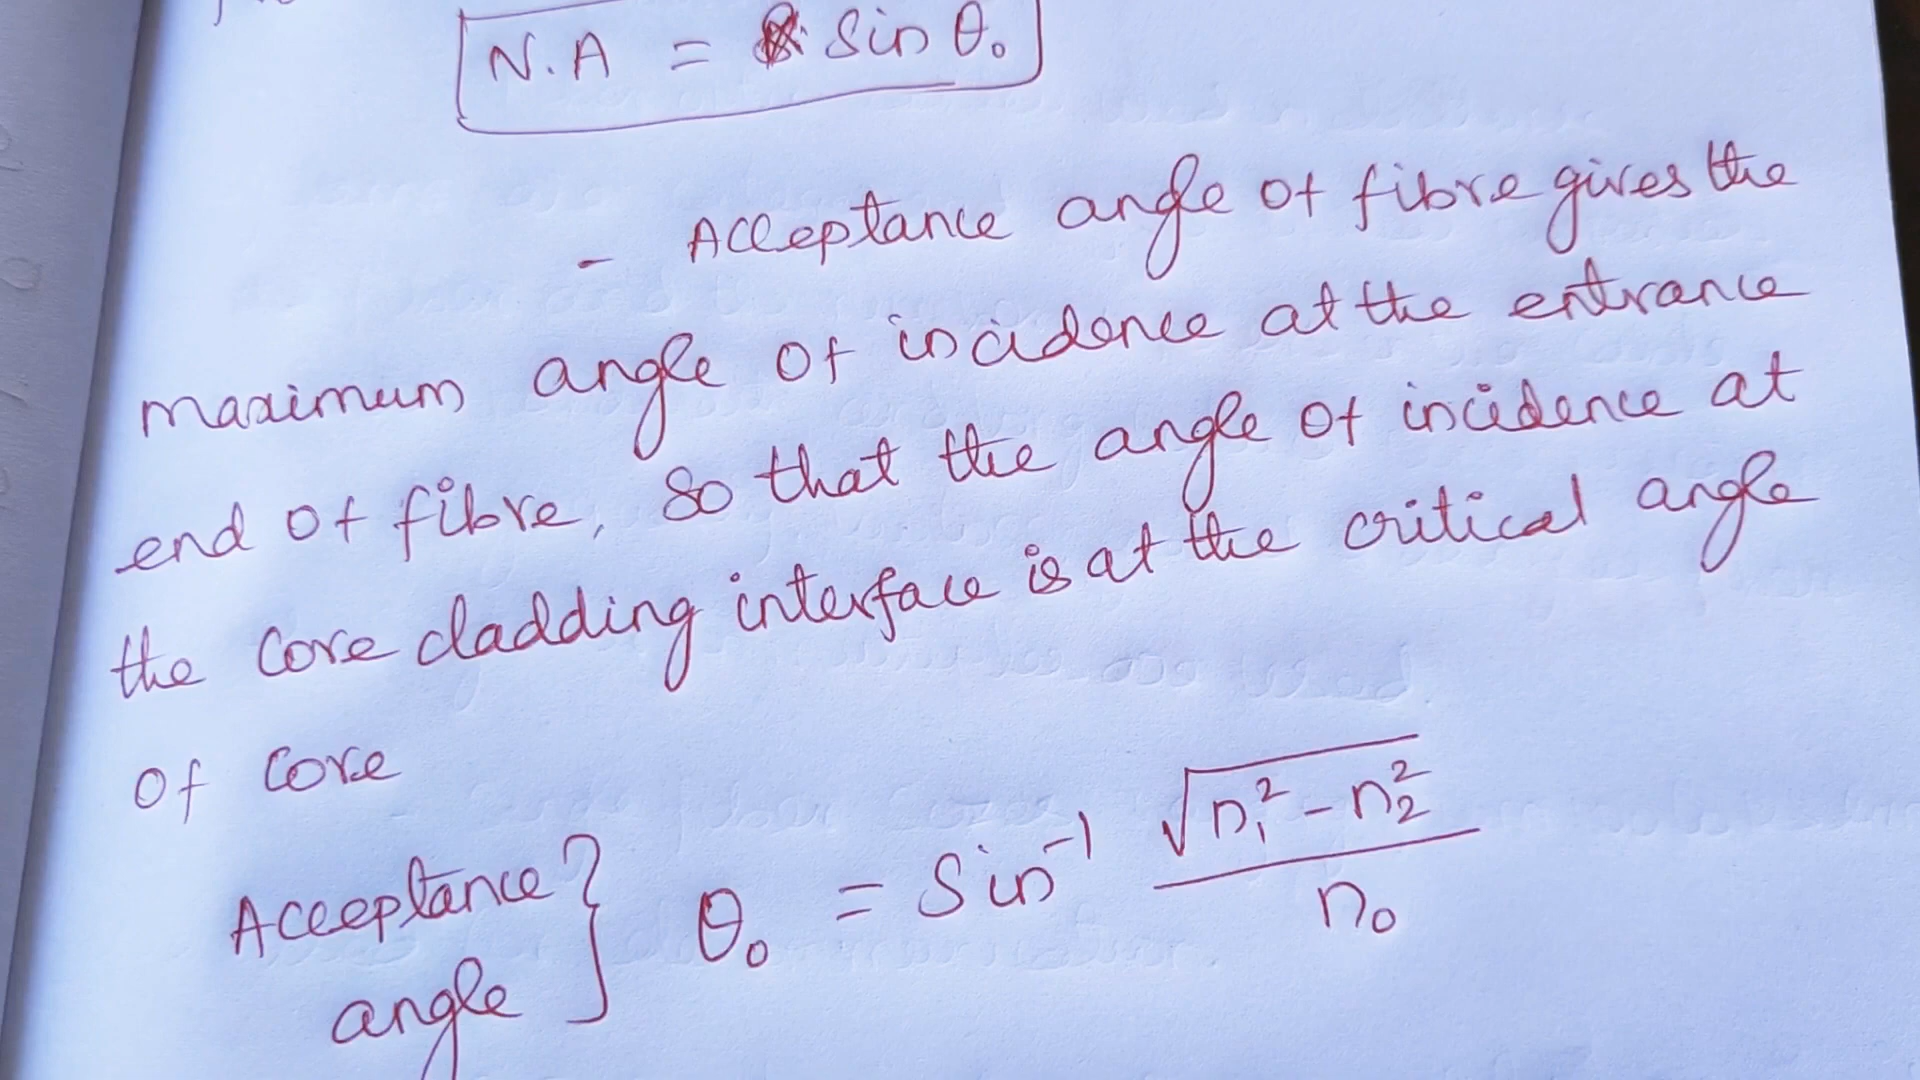 N.A = Sin θ₀
- Acceptance angle of fibre gives the
maximum angle of incidence at the entrance
end of fibre, so that the angle of incidence at
the core cladding interface is at the critical angle
of core
Acceptance angle } θ₀ = Sin⁻¹ √(n₁² - n₂²) / n₀